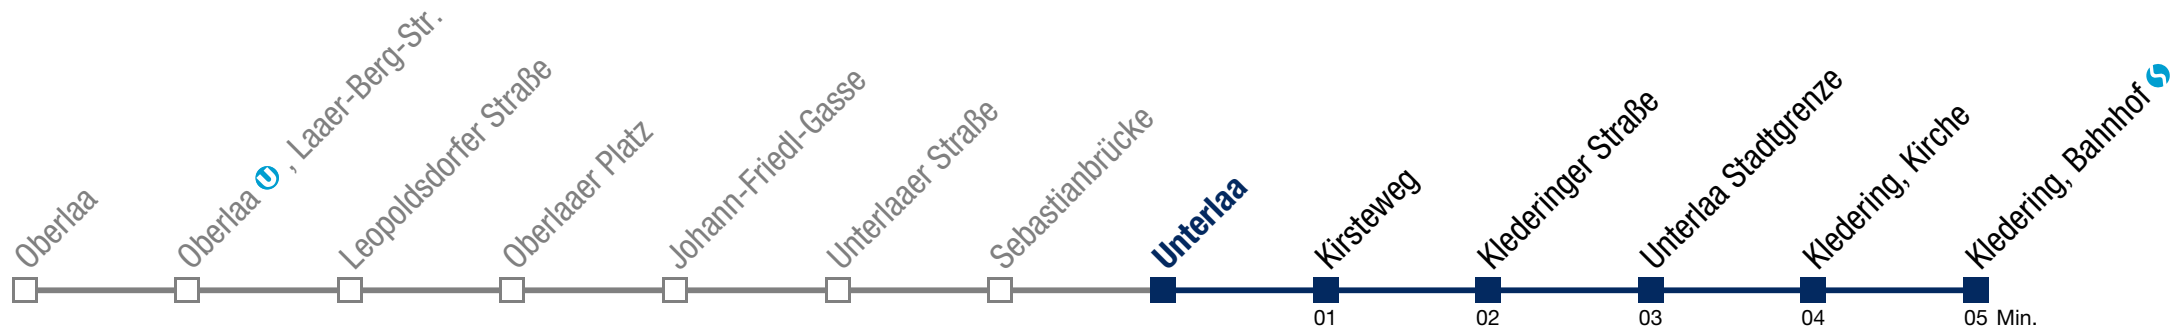 Oberlaa
Oberlaa U , Laaer-Berg-Str.
Leopoldsdorfer Straße
Oberlaaer Platz
Johann-Friedl-Gasse
Unterlaaer Straße
Sebastianbrücke
Unterlaa
Kirsteweg
Klederinger Straße
Unterlaa Stadtgrenze
Kledering, Kirche
Kledering, Bahnhof S
01 02 03 04 05 Min.